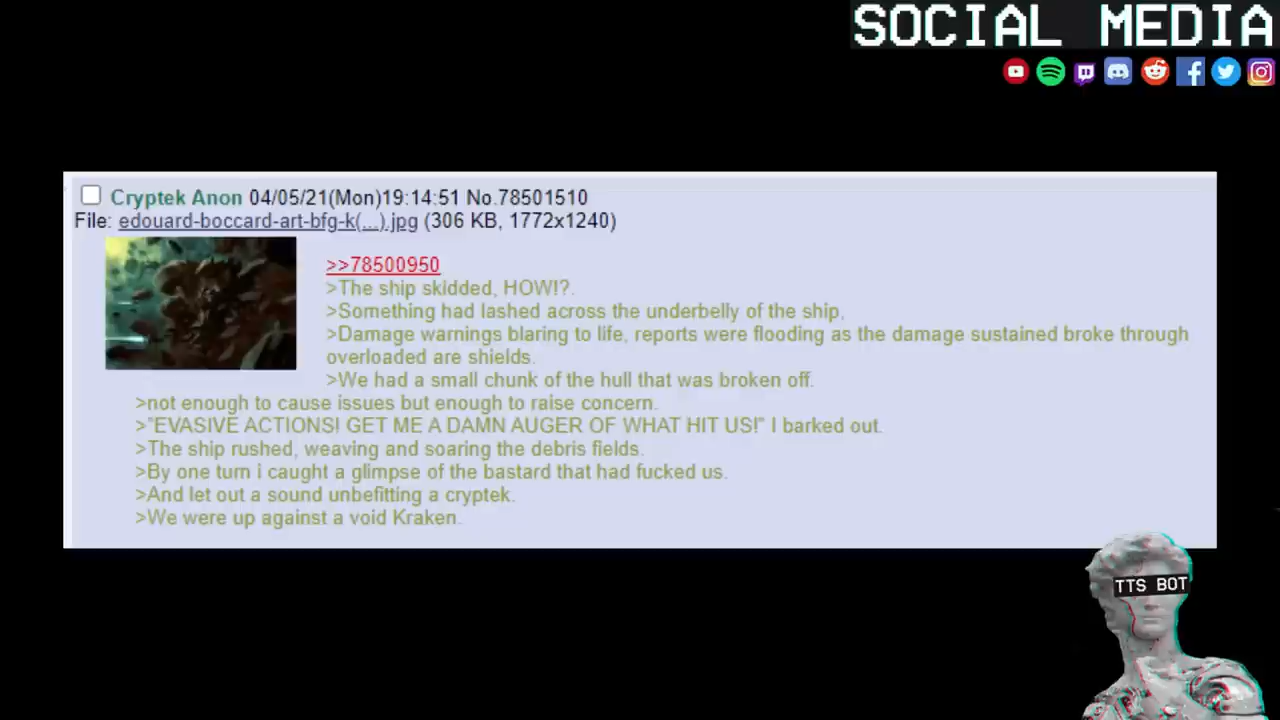 SOCIAL MEDIA
Cryptek Anon 04/05/21(Mon)19:14:51 No.78501510
File: edouard-boccard-art-bfg-k(...).jpg (306 KB, 1772x1240)
>>78500950
>The ship skidded, HOW!?.
>Something had lashed across the underbelly of the ship,
>Damage warnings blaring to life, reports were flooding as the damage sustained broke through
overloaded are shields.
>We had a small chunk of the hull that was broken off.
>not enough to cause issues but enough to raise concern.
>"EVASIVE ACTIONS! GET ME A DAMN AUGER OF WHAT HIT US!" I barked out.
>The ship rushed, weaving and soaring the debris fields.
>By one turn i caught a glimpse of the bastard that had fucked us.
>And let out a sound unbefitting a cryptek.
>We were up against a void Kraken.
TTS BOT